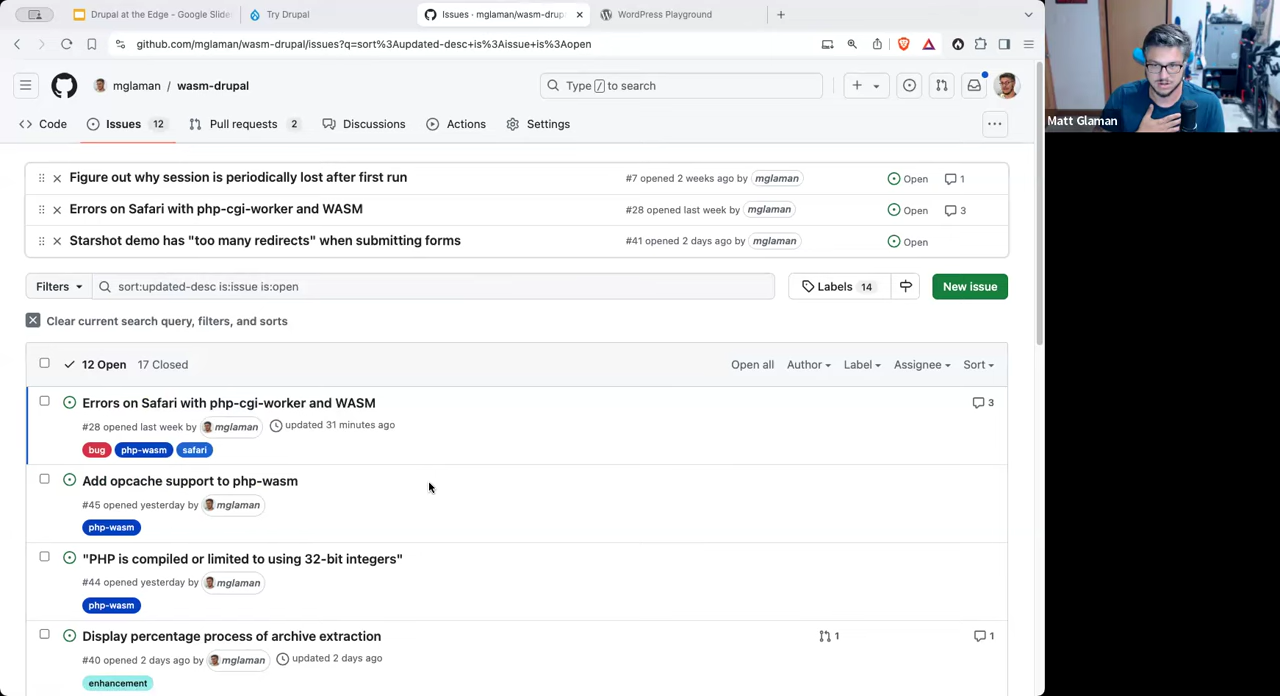 Drupal at the Edge - Google Slide
Try Drupal
Issues · mglaman/wasm-drup
WordPress Playground
github.com/mglaman/wasm-drupal/issues?q=sort%3Aupdated-desc+is%3Aissue+is%3Aopen
mglaman / wasm-drupal
Type / to search
Code
Issues 12
Pull requests 2
Discussions
Actions
Settings
Matt Glaman
Figure out why session is periodically lost after first run
#7 opened 2 weeks ago by mglaman
Open
1
Errors on Safari with php-cgi-worker and WASM
#28 opened last week by mglaman
Open
3
Starshot demo has "too many redirects" when submitting forms
#41 opened 2 days ago by mglaman
Open
Filters
sort:updated-desc is:issue is:open
Labels 14
New issue
Clear current search query, filters, and sorts
12 Open 17 Closed
Open all Author Label Assignee Sort
Errors on Safari with php-cgi-worker and WASM
3
#28 opened last week by mglaman updated 31 minutes ago
bug php-wasm safari
Add opcache support to php-wasm
#45 opened yesterday by mglaman
php-wasm
"PHP is compiled or limited to using 32-bit integers"
#44 opened yesterday by mglaman
php-wasm
Display percentage process of archive extraction
1
1
#40 opened 2 days ago by mglaman updated 2 days ago
enhancement